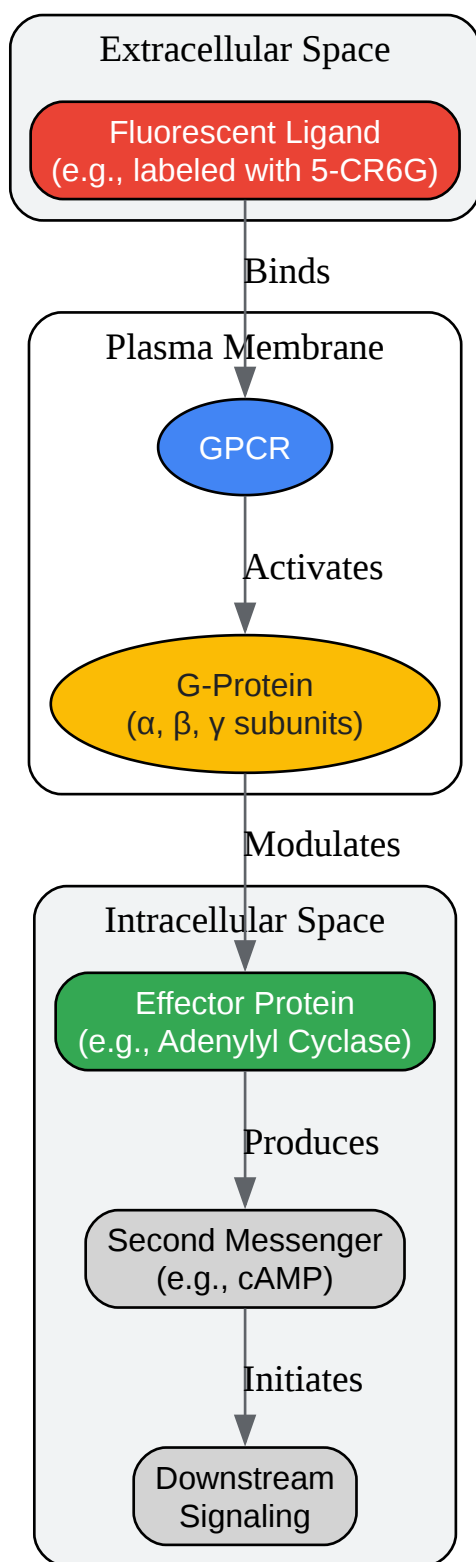 Extracellular Space
Fluorescent Ligand
(e.g., labeled with 5-CR6G)
Binds
Plasma Membrane
GPCR
Activates
G-Protein
(α, β, γ subunits)
Modulates
Intracellular Space
Effector Protein
(e.g., Adenylyl Cyclase)
Produces
Second Messenger
(e.g., cAMP)
Initiates
Downstream
Signaling